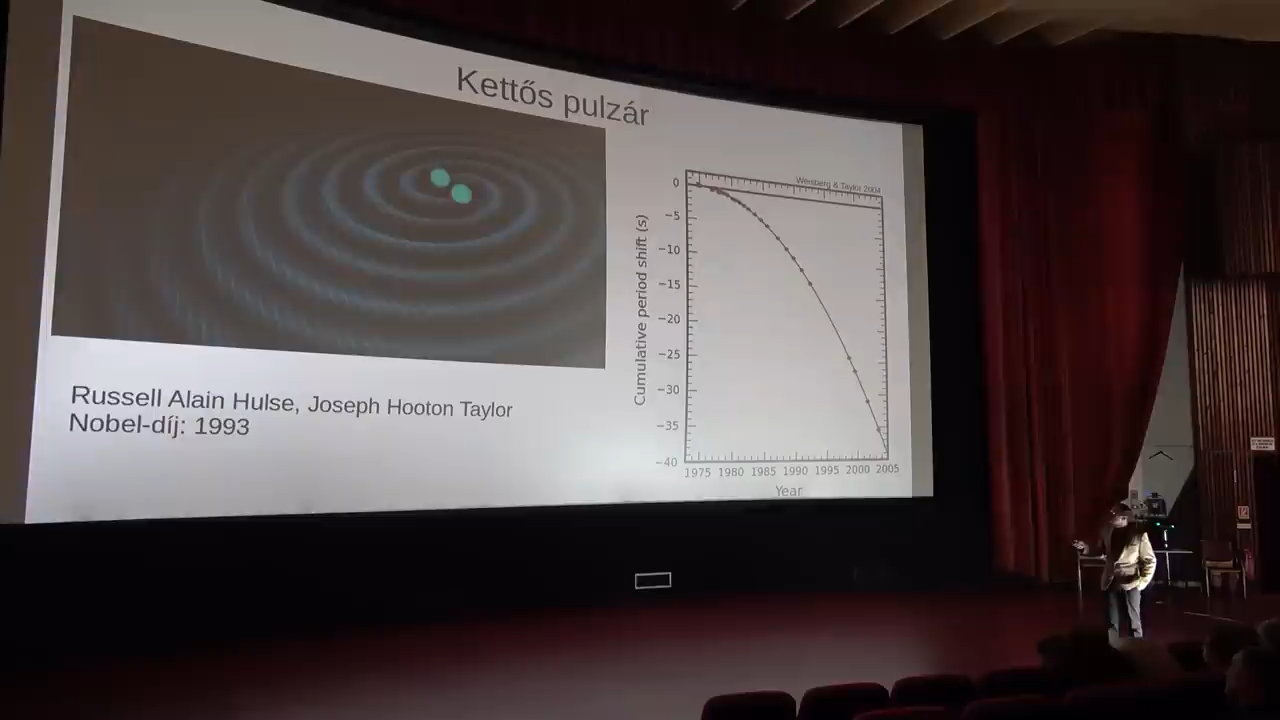 Kettős pulzár
Russell Alain Hulse, Joseph Hooton Taylor
Nobel-díj: 1993
Weisberg & Taylor 2004
Cumulative period shift (s)
0
−5
−10
−15
−20
−25
−30
−35
−40
1975 1980 1985 1990 1995 2000 2005
Year